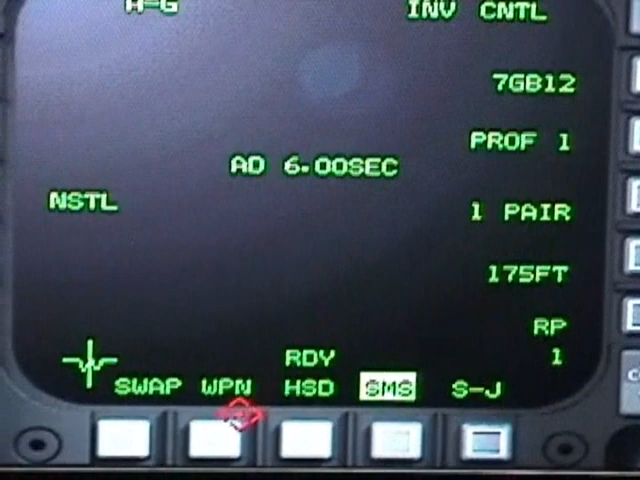 A-G INV CNTL
7GB12
PROF 1
AD 6.00SEC
NSTL
1 PAIR
175FT
RP
RDY 1
SWAP WPN HSD SMS S-J